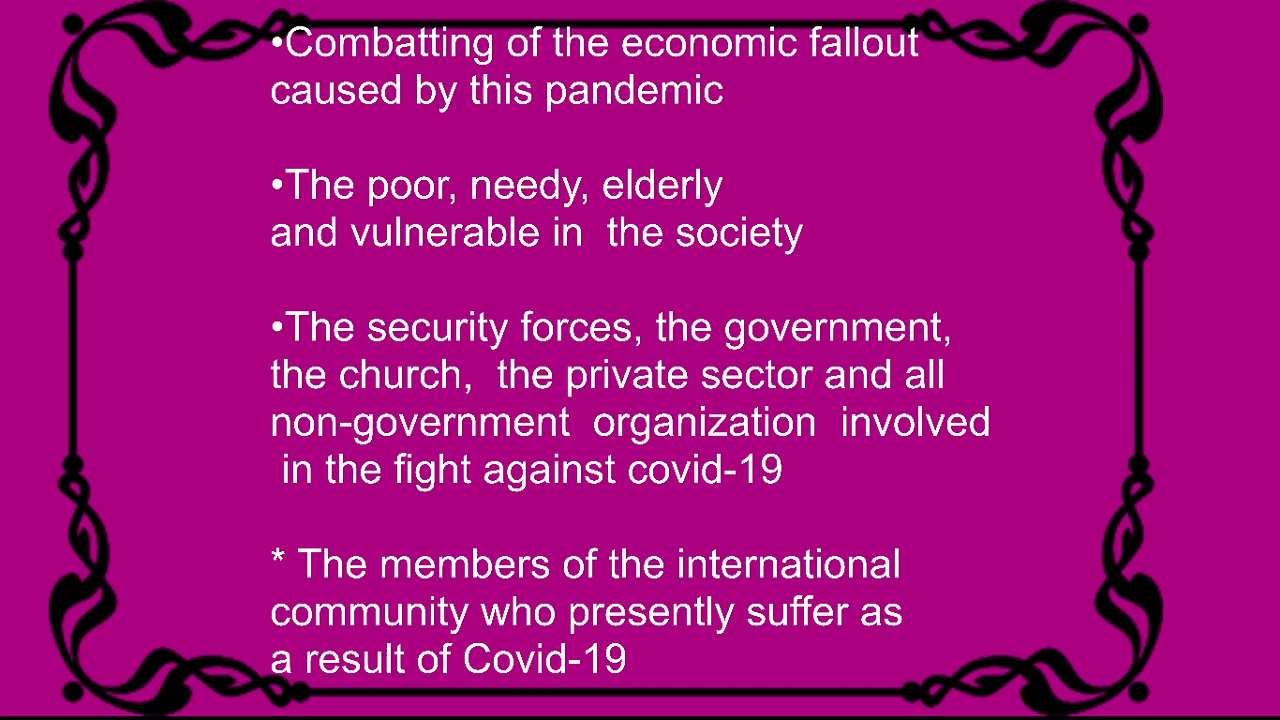 •Combatting of the economic fallout
caused by this pandemic
•The poor, needy, elderly
and vulnerable in  the society
•The security forces, the government,
the church,  the private sector and all
non-government  organization  involved
 in the fight against covid-19
* The members of the international
community who presently suffer as
a result of Covid-19